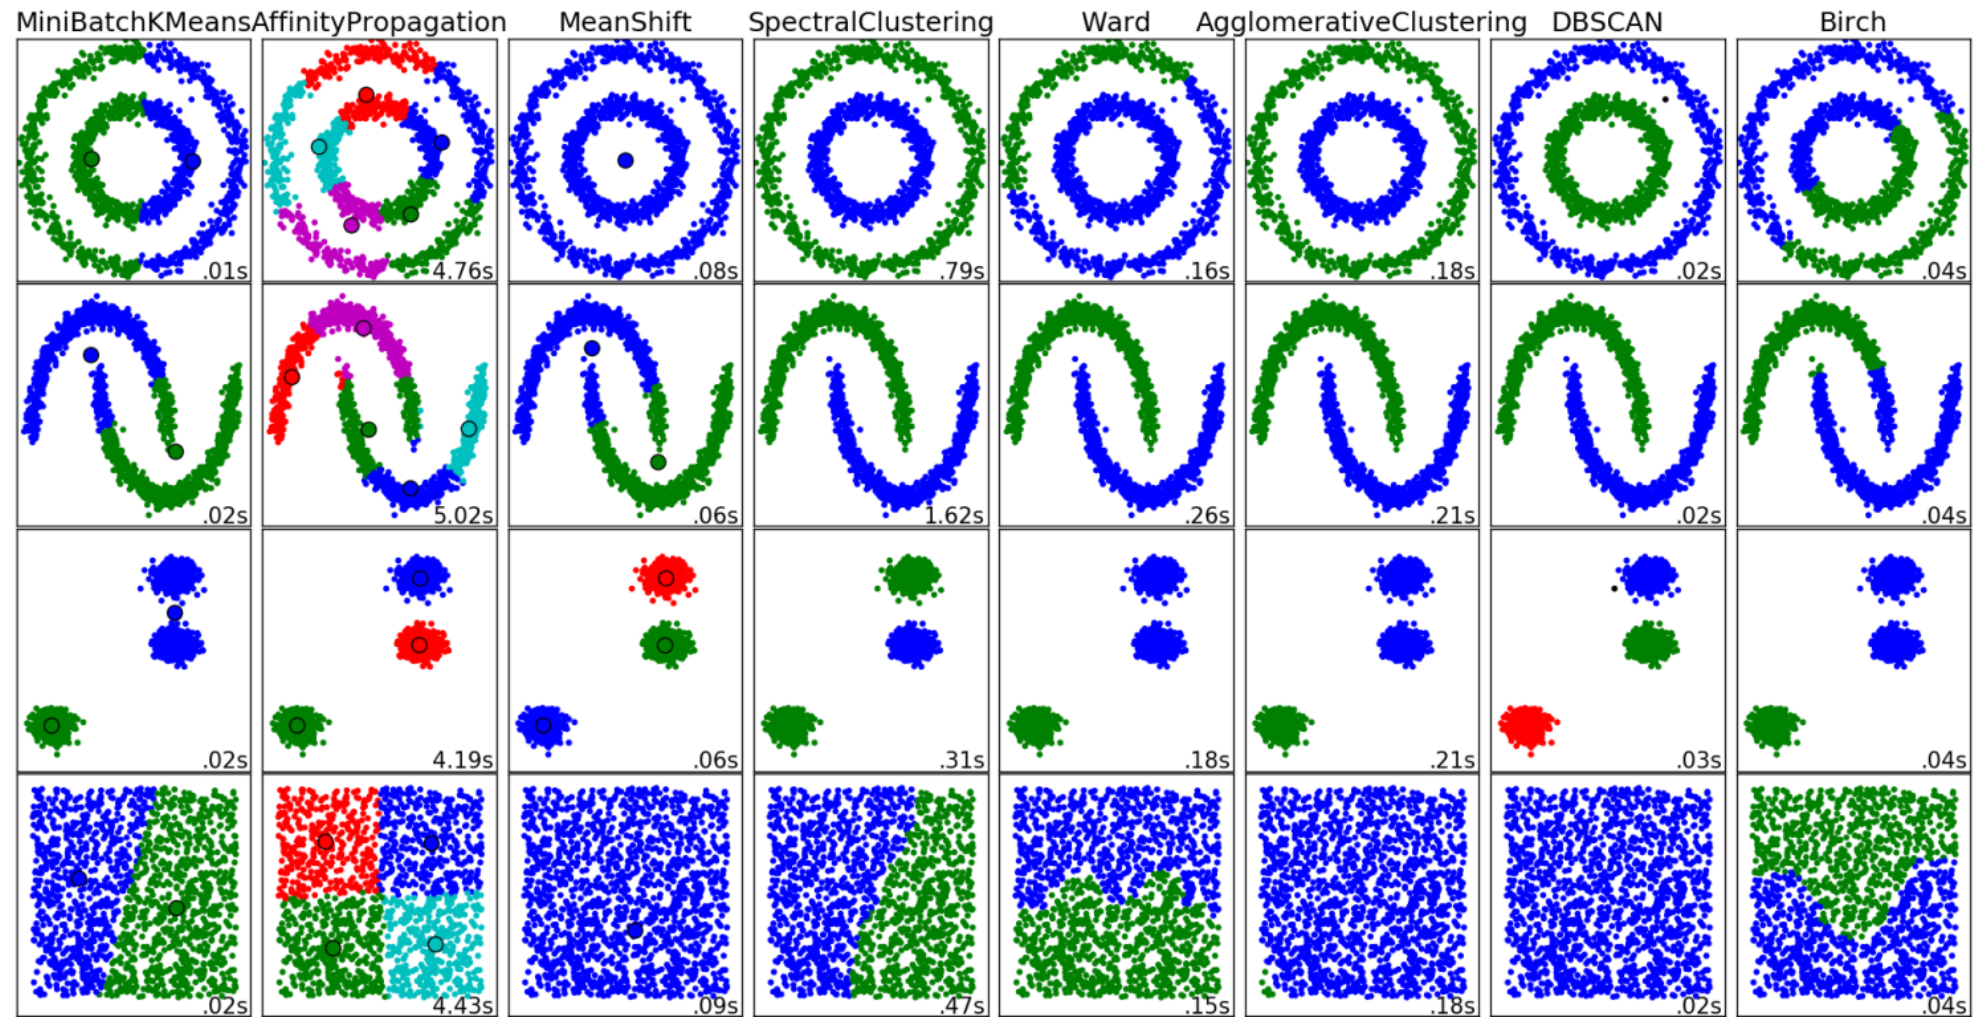 MiniBatchKMeans AffinityPropagation MeanShift SpectralClustering Ward AgglomerativeClustering DBSCAN Birch
.01s 4.76s .08s .79s .16s .18s .02s .04s
.02s 5.02s .06s 1.62s .26s .21s .02s .04s
.02s 4.19s .06s .31s .18s .21s .03s .04s
.02s 4.43s .09s .47s .15s .18s .02s .04s